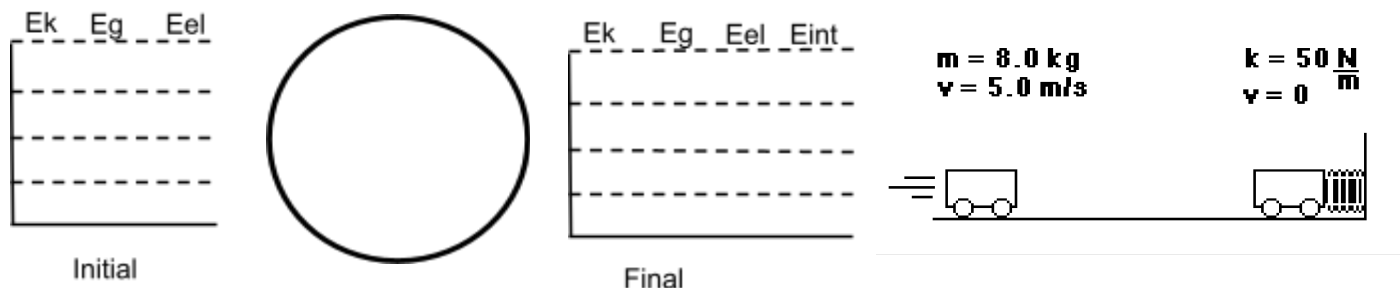 Ek Eg Eel
Initial
Ek Eg Eel Eint
Final
m = 8.0 kg
v = 5.0 m/s
k = 50 N/m
v = 0